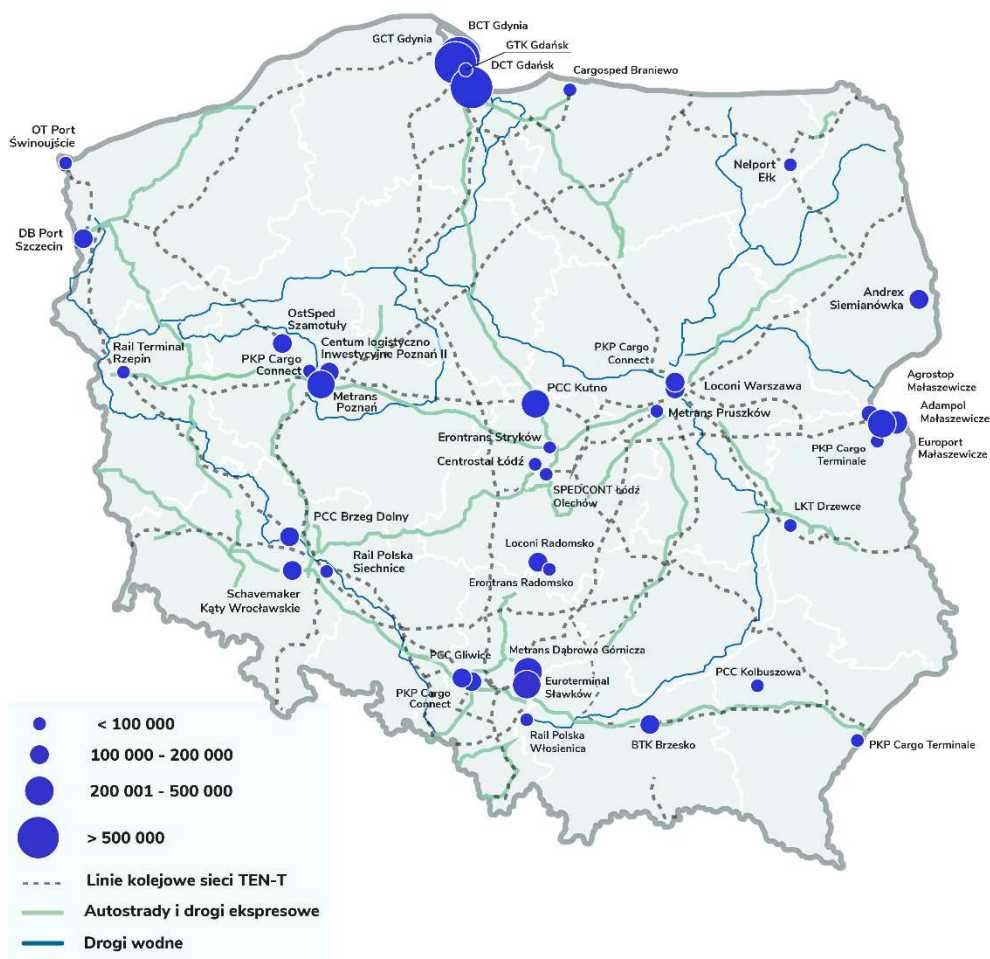 BCT Gdynia
GCT Gdynia
GTK Gdańsk
DCT Gdańsk
Cargosped Braniewo
OT Port
Świnoujście
Nelport
Ełk
DB Port
Szczecin
Andrex
Siemianówka
OstSped
Szamotuły
Centum logistyczno
Inwestycyjne Poznań II
Rail Terminal
Rzepin
PKP Cargo
Connect
Metrans
Poznań
PKP Cargo
Connect
PCC Kutno
Loconi Warszawa
Metrans Pruszków
Agrostop
Małaszewicze
Adampol
Małaszewicze
PKP Cargo
Terminale
Europort
Małaszewicze
Erontrans Stryków
Centrostal Łódź
SPEDCONT Łódź
Olechów
LKT Drzewce
PCC Brzeg Dolny
Rail Polska
Siechnice
Loconi Radomsko
Erontrans Radomsko
Schavemaker
Kąty Wrocławskie
PCC Gliwice
Metrans Dąbrowa Górnicza
PKP Cargo
Connect
Euroterminal
Sławków
PCC Kolbuszowa
Rail Polska
Włosienica
BTK Brzesko
PKP Cargo Terminale
< 100 000
100 000 - 200 000
200 001 - 500 000
> 500 000
Linie kolejowe sieci TEN-T
Autostrady i drogi ekspresowe
Drogi wodne